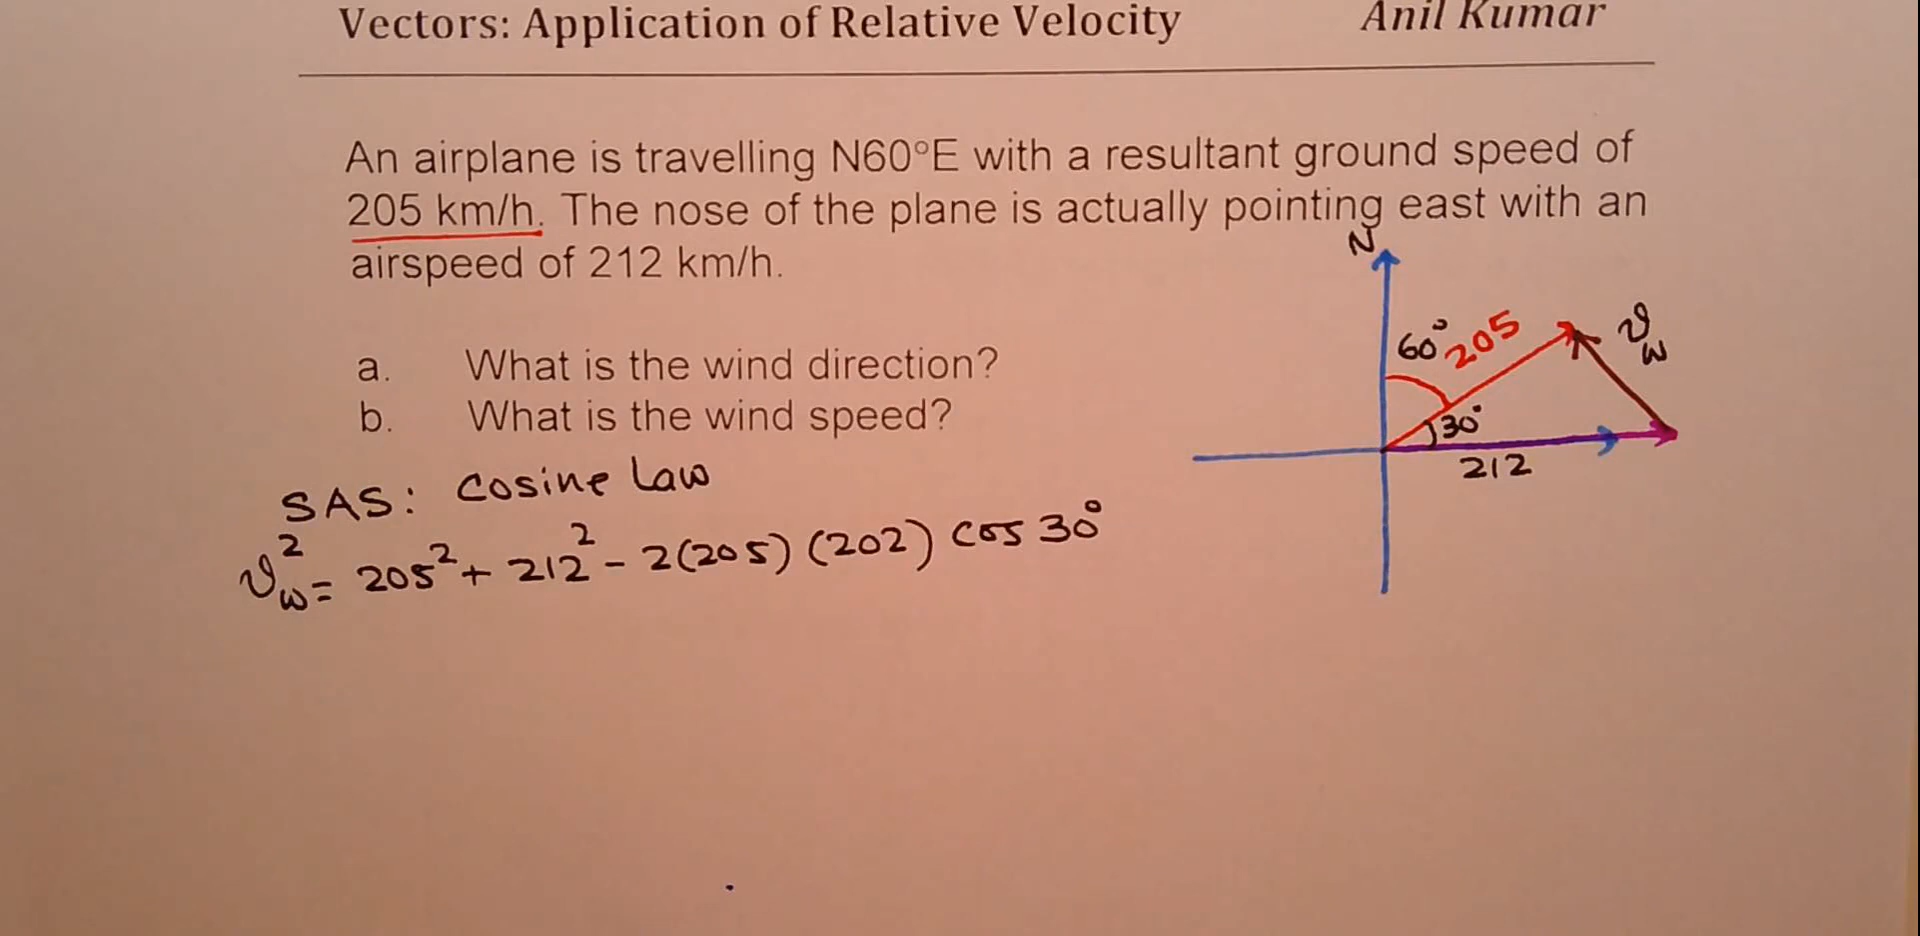 Vectors: Application of Relative Velocity Anil Kumar
An airplane is travelling N60°E with a resultant ground speed of
205 km/h. The nose of the plane is actually pointing east with an
airspeed of 212 km/h.
N
60° 205
v_w
30°
212
a. What is the wind direction?
b. What is the wind speed?
SAS: Cosine Law
v_w² = 205² + 212² - 2(205)(202) cos 30°